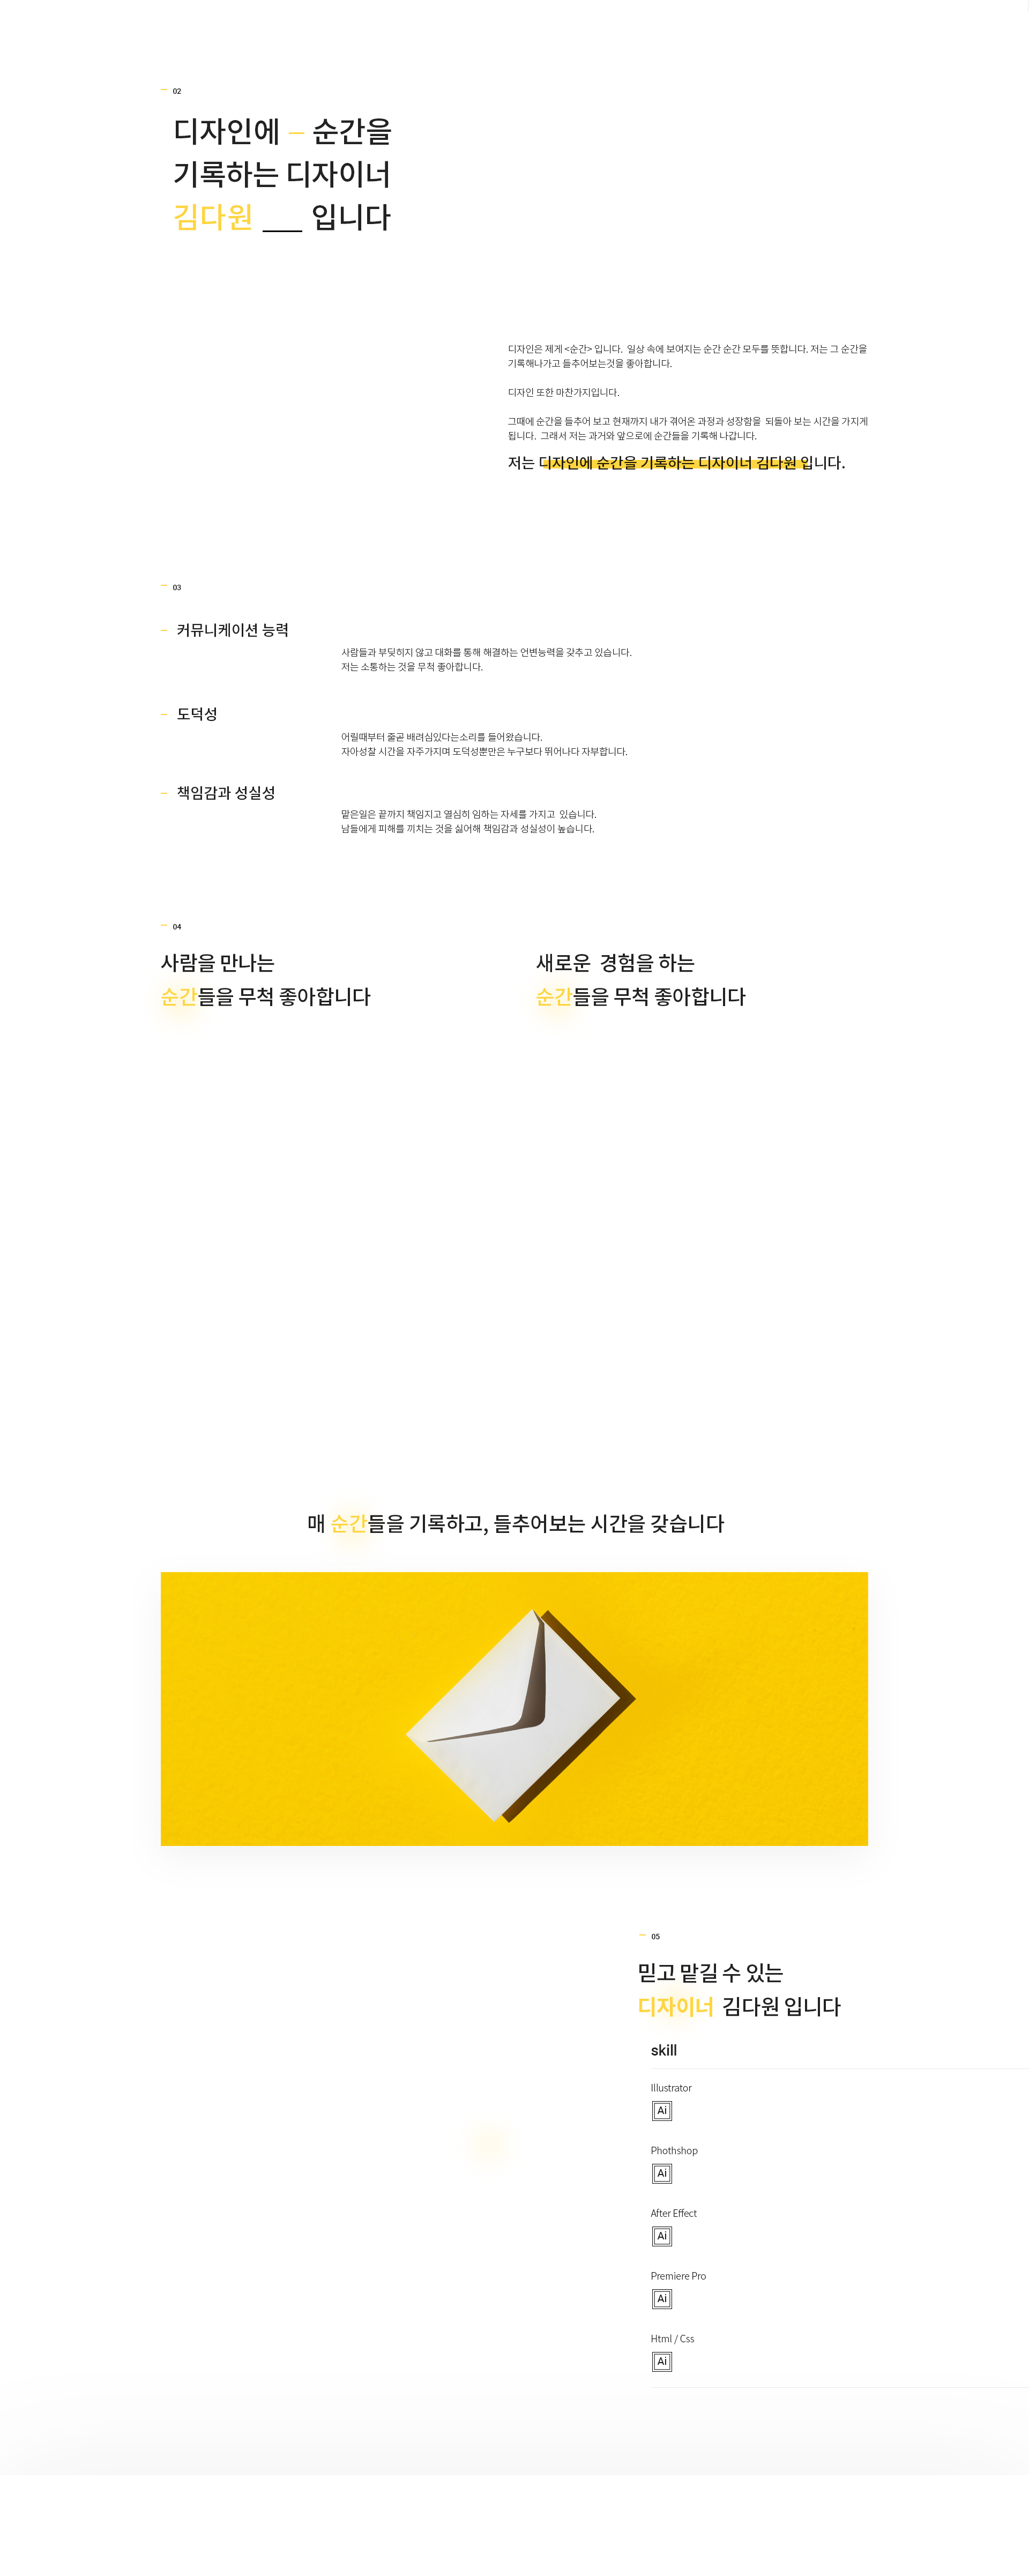 02
디자인에 – 순간을
기록하는 디자이너
김다원 ___ 입니다
디자인은 제게 <순간> 입니다. 일상 속에 보여지는 순간 순간 모두를 뜻합니다. 저는 그 순간을
기록해나가고 들추어보는것을 좋아합니다.
디자인 또한 마찬가지입니다.
그때에 순간을 들추어 보고 현재까지 내가 겪어온 과정과 성장함을 되돌아 보는 시간을 가지게
됩니다. 그래서 저는 과거와 앞으로에 순간들을 기록해 나갑니다.
저는 디자인에 순간을 기록하는 디자이너 김다원 입니다.
03
– 커뮤니케이션 능력
사람들과 부딪히지 않고 대화를 통해 해결하는 언변능력을 갖추고 있습니다.
저는 소통하는 것을 무척 좋아합니다.
– 도덕성
어릴때부터 줄곧 배려심있다는소리를 들어왔습니다.
자아성찰 시간을 자주가지며 도덕성뿐만은 누구보다 뛰어나다 자부합니다.
– 책임감과 성실성
맡은일은 끝까지 책임지고 열심히 임하는 자세를 가지고 있습니다.
남들에게 피해를 끼치는 것을 싫어해 책임감과 성실성이 높습니다.
04
사람을 만나는
순간들을 무척 좋아합니다
새로운 경험을 하는
순간들을 무척 좋아합니다
매 순간들을 기록하고, 들추어보는 시간을 갖습니다
05
믿고 맡길 수 있는
디자이너 김다원 입니다
skill
Illustrator
Ai
Phothshop
Ai
After Effect
Ai
Premiere Pro
Ai
Html / Css
Ai